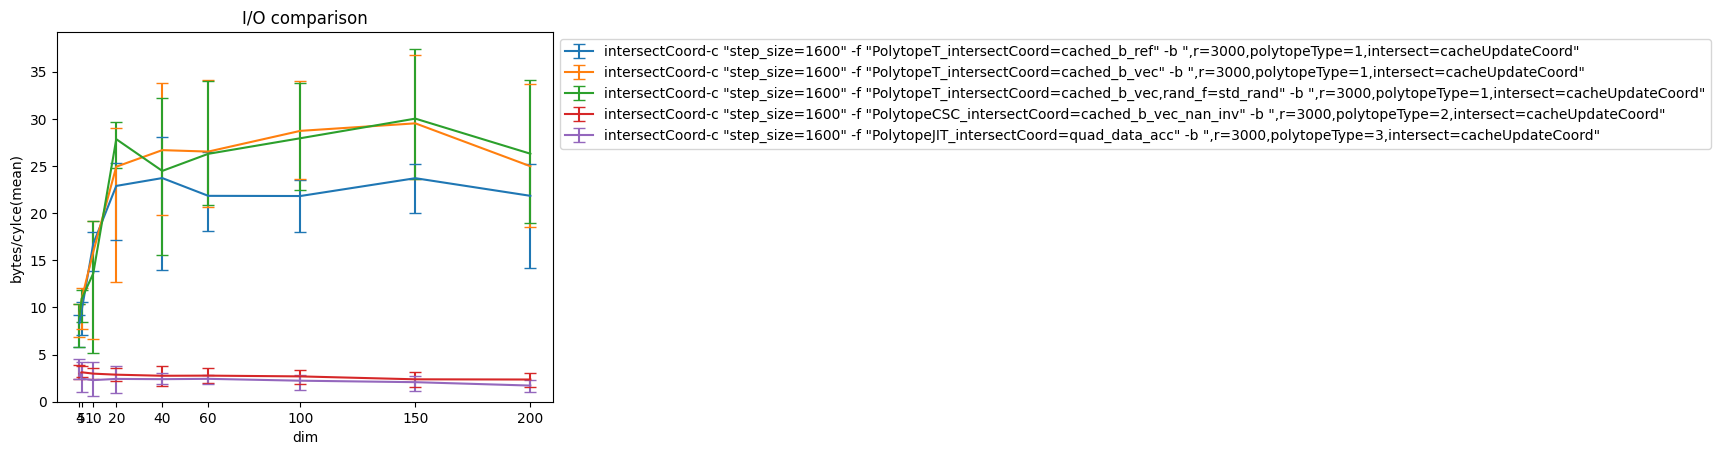 I/O comparison
bytes/cylce(mean)
35
30
25
20
15
10
5
0
4 5 10 20 40 60 100 150 200
dim
intersectCoord-c "step_size=1600" -f "PolytopeT_intersectCoord=cached_b_ref" -b ",r=3000,polytopeType=1,intersect=cacheUpdateCoord"
intersectCoord-c "step_size=1600" -f "PolytopeT_intersectCoord=cached_b_vec" -b ",r=3000,polytopeType=1,intersect=cacheUpdateCoord"
intersectCoord-c "step_size=1600" -f "PolytopeT_intersectCoord=cached_b_vec,rand_f=std_rand" -b ",r=3000,polytopeType=1,intersect=cacheUpdateCoord"
intersectCoord-c "step_size=1600" -f "PolytopeCSC_intersectCoord=cached_b_vec_nan_inv" -b ",r=3000,polytopeType=2,intersect=cacheUpdateCoord"
intersectCoord-c "step_size=1600" -f "PolytopeJIT_intersectCoord=quad_data_acc" -b ",r=3000,polytopeType=3,intersect=cacheUpdateCoord"